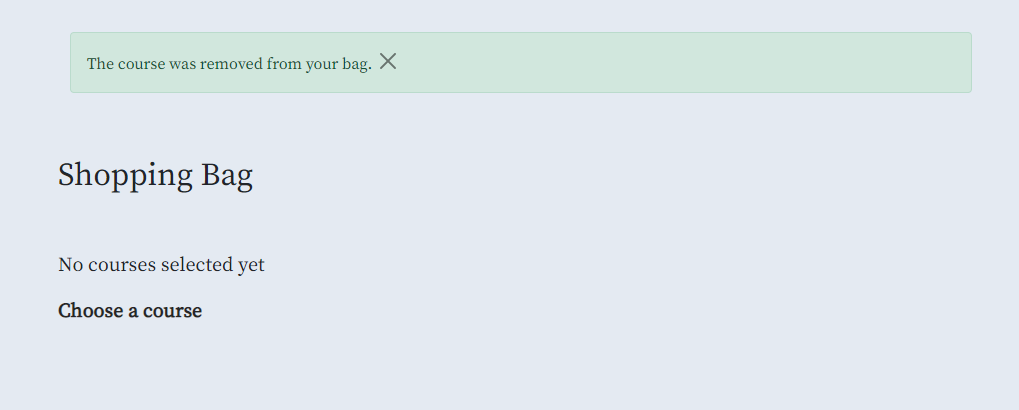 The course was removed from your bag.
Shopping Bag
No courses selected yet
Choose a course